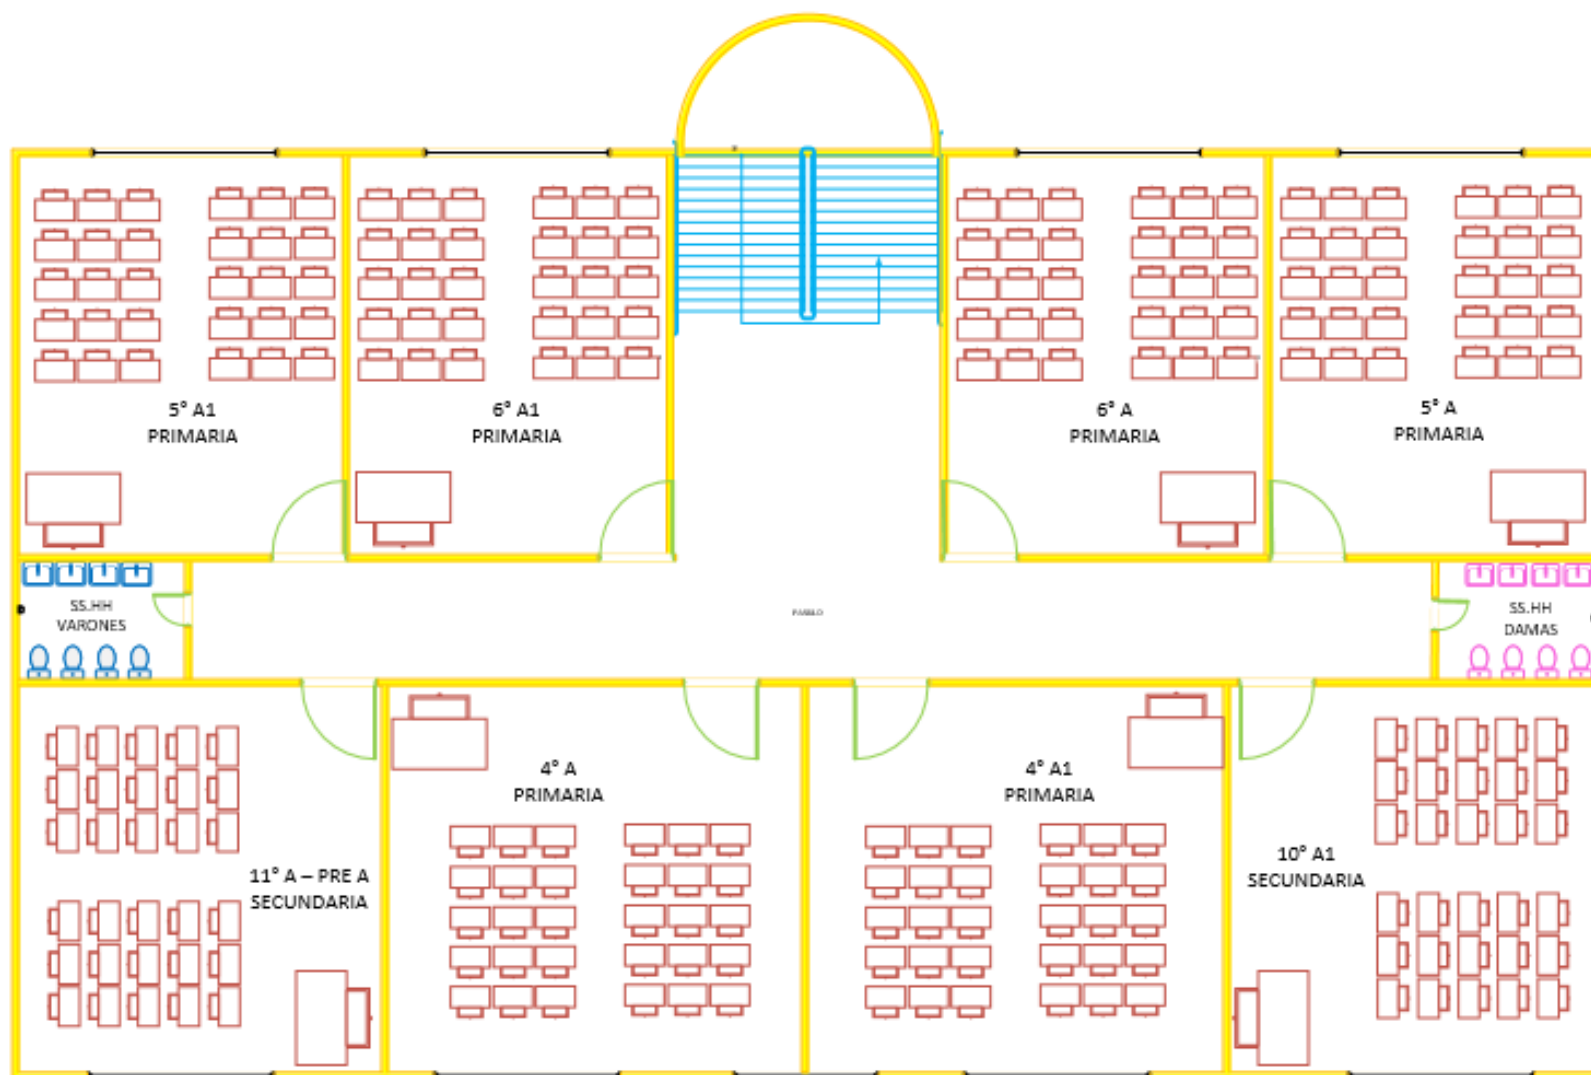 5° A1
PRIMARIA
6° A1
PRIMARIA
6° A
PRIMARIA
5° A
PRIMARIA
SS.HH
VARONES
PASILLO
SS.HH
DAMAS
4° A
PRIMARIA
4° A1
PRIMARIA
11° A – PRE A
SECUNDARIA
10° A1
SECUNDARIA